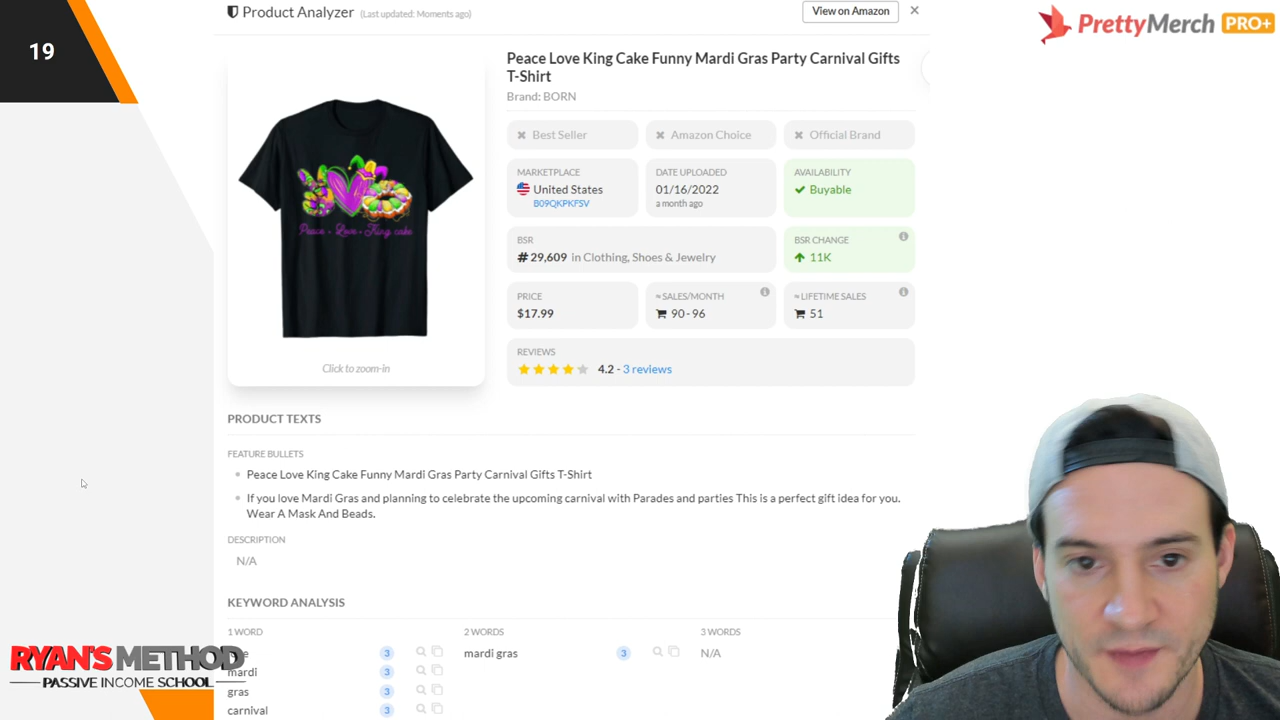 19
Product Analyzer (Last updated: Moments ago)
View on Amazon
PrettyMerch PRO+
Peace Love King Cake Funny Mardi Gras Party Carnival Gifts
T-Shirt
Brand: BORN
Best Seller
Amazon Choice
Official Brand
MARKETPLACE
United States
B09QKPKFSV
DATE UPLOADED
01/16/2022
a month ago
AVAILABILITY
Buyable
BSR
#29,609 in Clothing, Shoes & Jewelry
BSR CHANGE
11K
PRICE
$17.99
≈ SALES/MONTH
90 - 96
≈ LIFETIME SALES
51
REVIEWS
4.2 - 3 reviews
Peace - Love - King cake
Click to zoom-in
PRODUCT TEXTS
FEATURE BULLETS
Peace Love King Cake Funny Mardi Gras Party Carnival Gifts T-Shirt
If you love Mardi Gras and planning to celebrate the upcoming carnival with Parades and parties This is a perfect gift idea for you.
Wear A Mask And Beads.
DESCRIPTION
N/A
KEYWORD ANALYSIS
1 WORD
2 WORDS
3 WORDS
3
mardi gras 3
N/A
mardi 3
gras 3
carnival 3
RYAN'S METHOD
PASSIVE INCOME SCHOOL